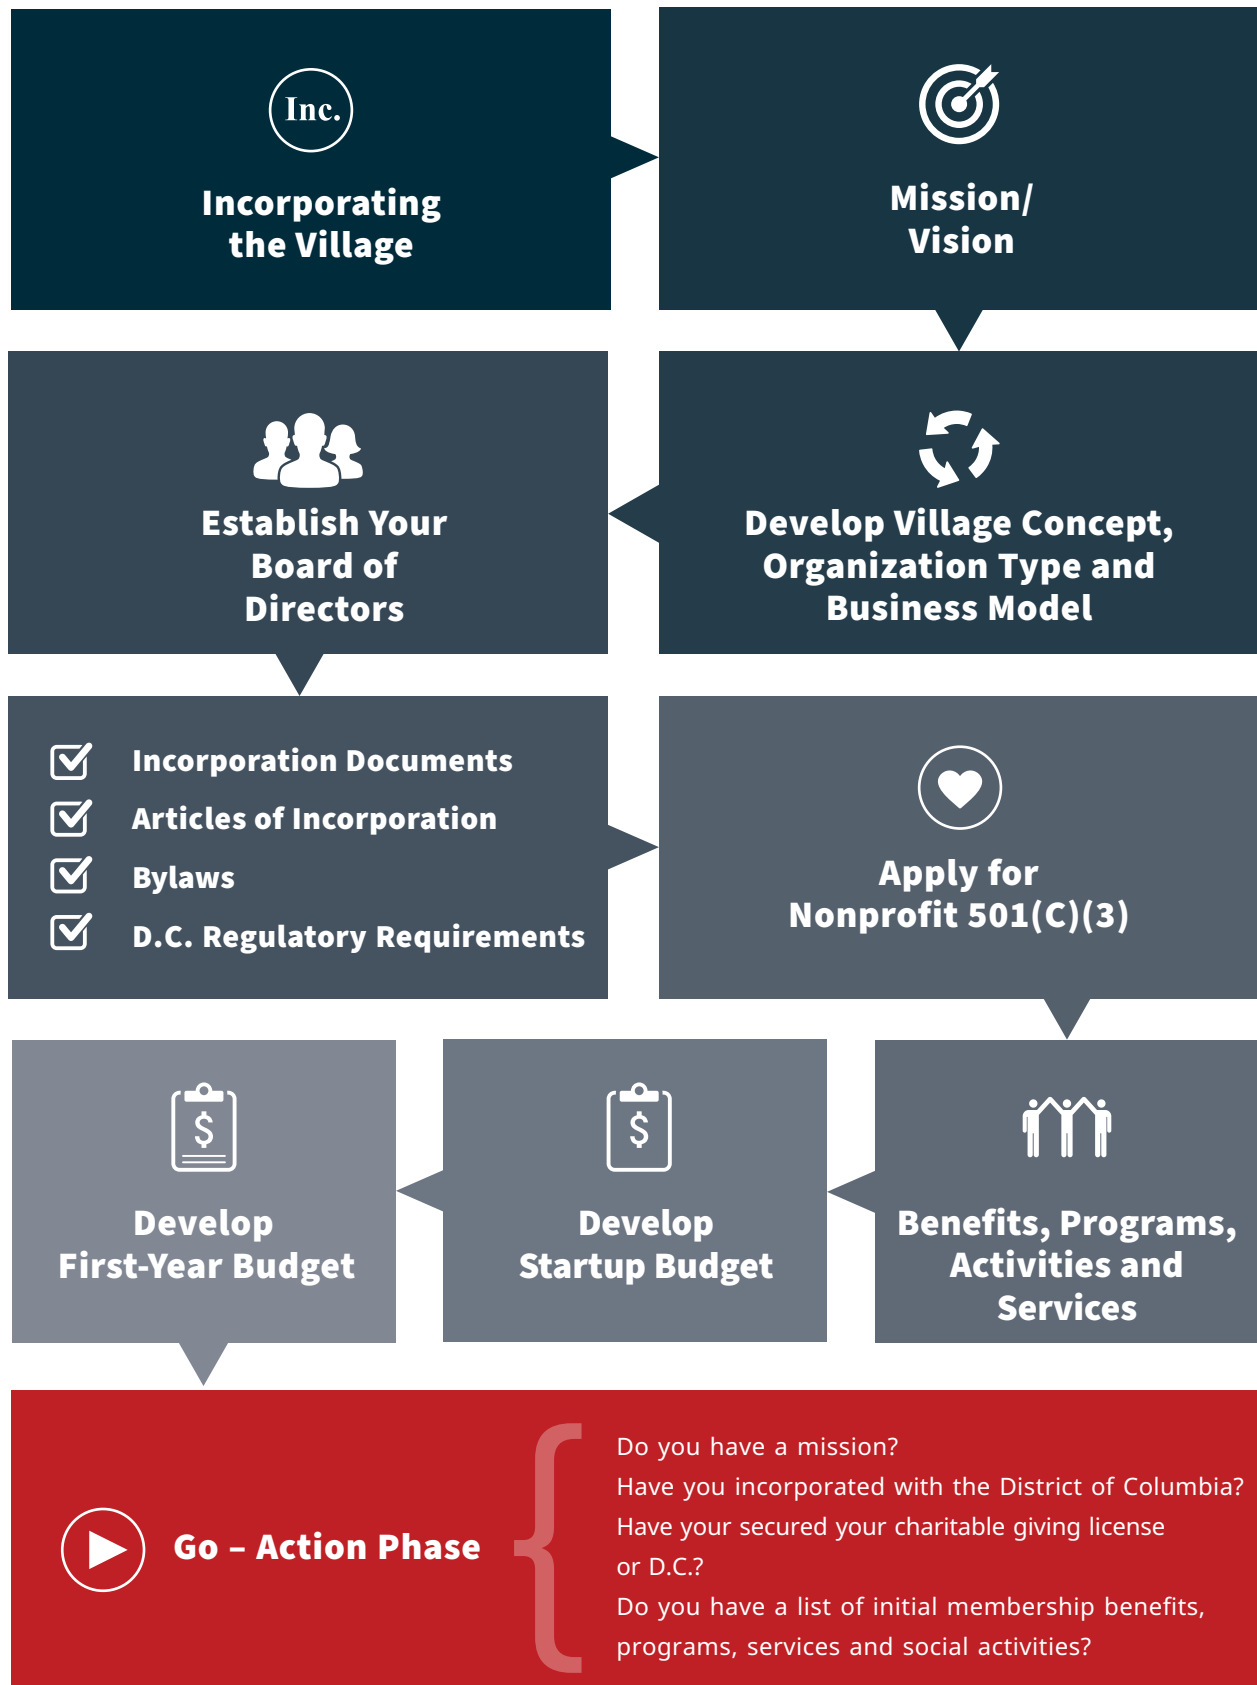 Inc.
Incorporating
the Village
Mission/
Vision
Develop Village Concept,
Organization Type and
Business Model
Establish Your
Board of
Directors
Incorporation Documents
Articles of Incorporation
Bylaws
D.C. Regulatory Requirements
Apply for
Nonprofit 501(C)(3)
Benefits, Programs,
Activities and
Services
$
Develop
Startup Budget
$
Develop
First-Year Budget
Go – Action Phase
Do you have a mission?
Have you incorporated with the District of Columbia?
Have your secured your charitable giving license
or D.C.?
Do you have a list of initial membership benefits,
programs, services and social activities?